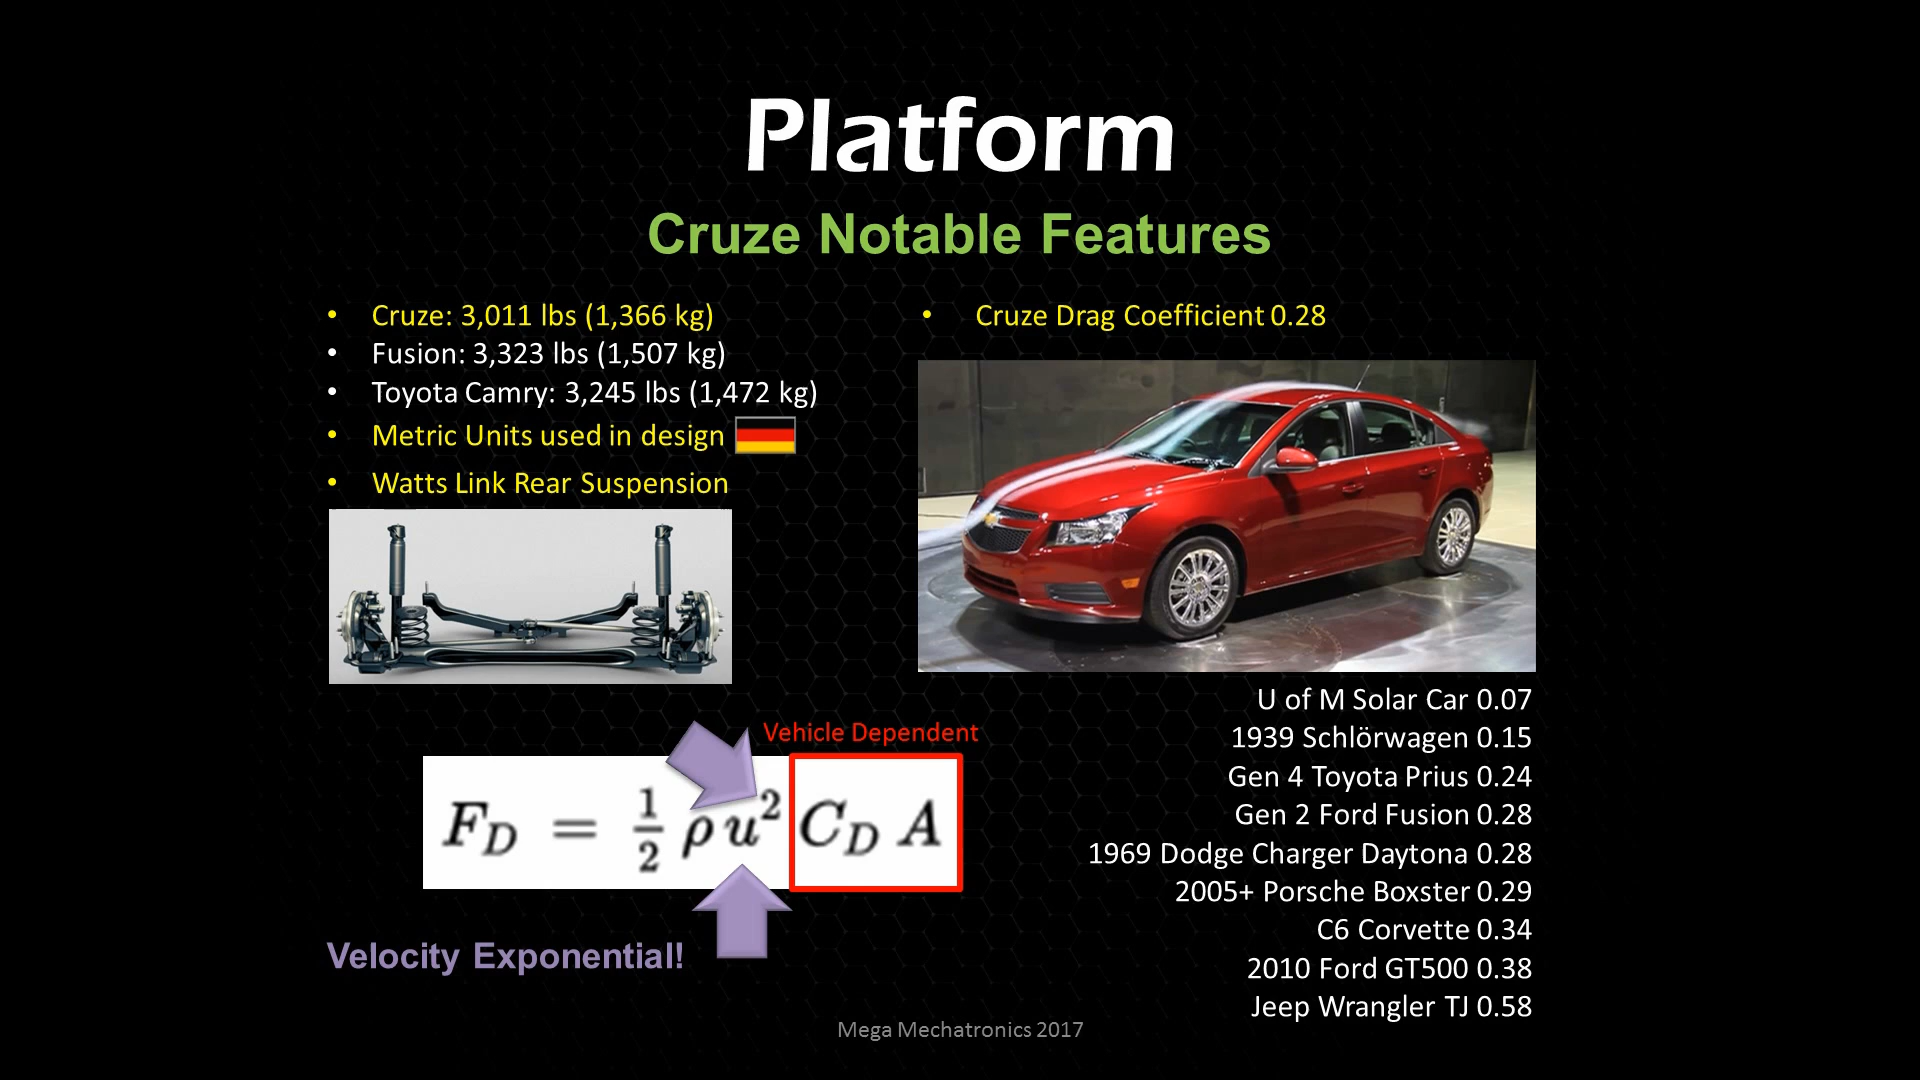 Platform
Cruze Notable Features
• Cruze: 3,011 lbs (1,366 kg)
• Fusion: 3,323 lbs (1,507 kg)
• Toyota Camry: 3,245 lbs (1,472 kg)
• Metric Units used in design
• Watts Link Rear Suspension
• Cruze Drag Coefficient 0.28
Vehicle Dependent
F_D = ½ ρ u² C_D A
Velocity Exponential!
U of M Solar Car 0.07
1939 Schlörwagen 0.15
Gen 4 Toyota Prius 0.24
Gen 2 Ford Fusion 0.28
1969 Dodge Charger Daytona 0.28
2005+ Porsche Boxster 0.29
C6 Corvette 0.34
2010 Ford GT500 0.38
Jeep Wrangler TJ 0.58
Mega Mechatronics 2017